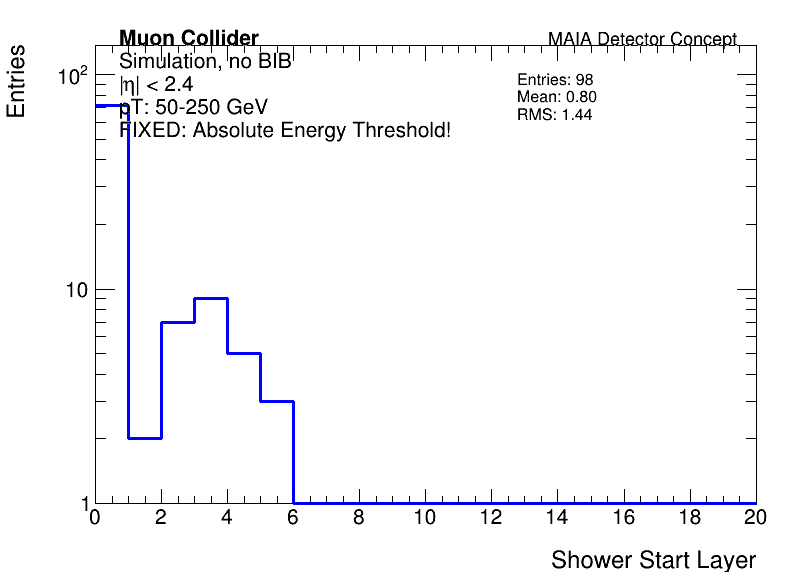 Muon Collider
MAIA Detector Concept
Simulation, no BIB
|η| < 2.4
pT: 50-250 GeV
FIXED: Absolute Energy Threshold!
Entries: 98
Mean: 0.80
RMS: 1.44
Entries
10²
10
1
0 2 4 6 8 10 12 14 16 18 20
Shower Start Layer